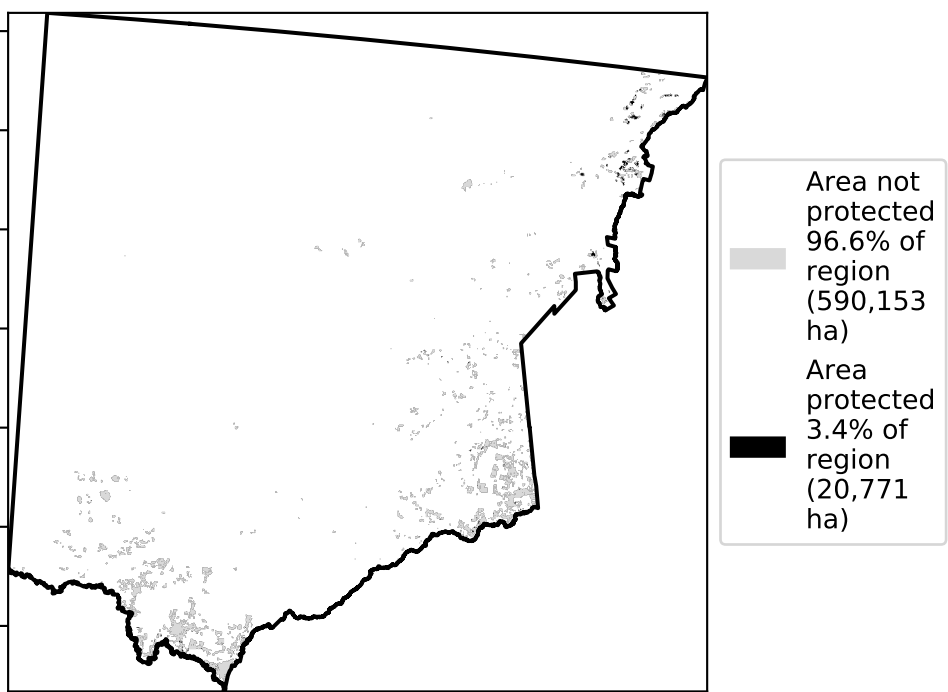 Area not
protected
96.6% of
region
(590,153
ha)
Area
protected
3.4% of
region
(20,771
ha)